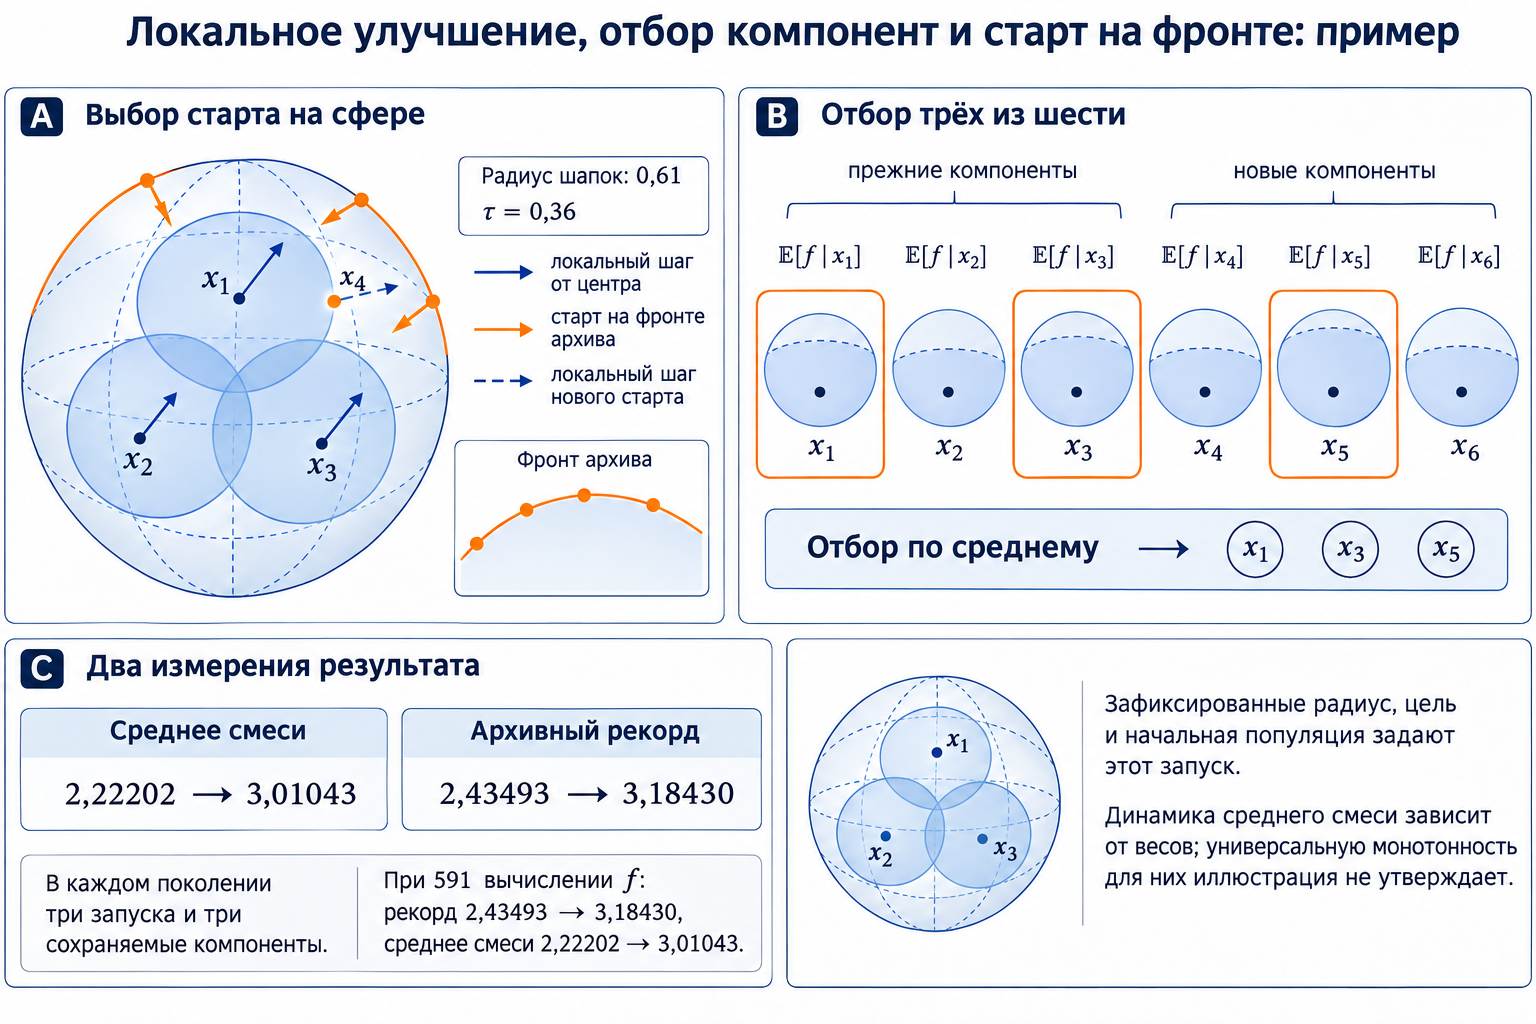 Локальное улучшение, отбор компонент и старт на фронте: пример
A Выбор старта на сфере
Радиус шапок: 0,61
τ = 0,36
x₁
x₄
x₂
x₃
локальный шаг
от центра
старт на фронте
архива
локальный шаг
нового старта
Фронт архива
B Отбор трёх из шести
прежние компоненты
новые компоненты
𝔼[f | x₁] 𝔼[f | x₂] 𝔼[f | x₃] 𝔼[f | x₄] 𝔼[f | x₅] 𝔼[f | x₆]
x₁ x₂ x₃ x₄ x₅ x₆
Отбор по среднему → x₁ x₃ x₅
C Два измерения результата
Среднее смеси
2,22202 → 3,01043
Архивный рекорд
2,43493 → 3,18430
В каждом поколении
три запуска и три
сохраняемые компоненты.
При 591 вычислении f:
рекорд 2,43493 → 3,18430,
среднее смеси 2,22202 → 3,01043.
x₁
x₂
x₃
Зафиксированные радиус, цель
и начальная популяция задают
этот запуск.
Динамика среднего смеси зависит
от весов; универсальную монотонность
для них иллюстрация не утверждает.